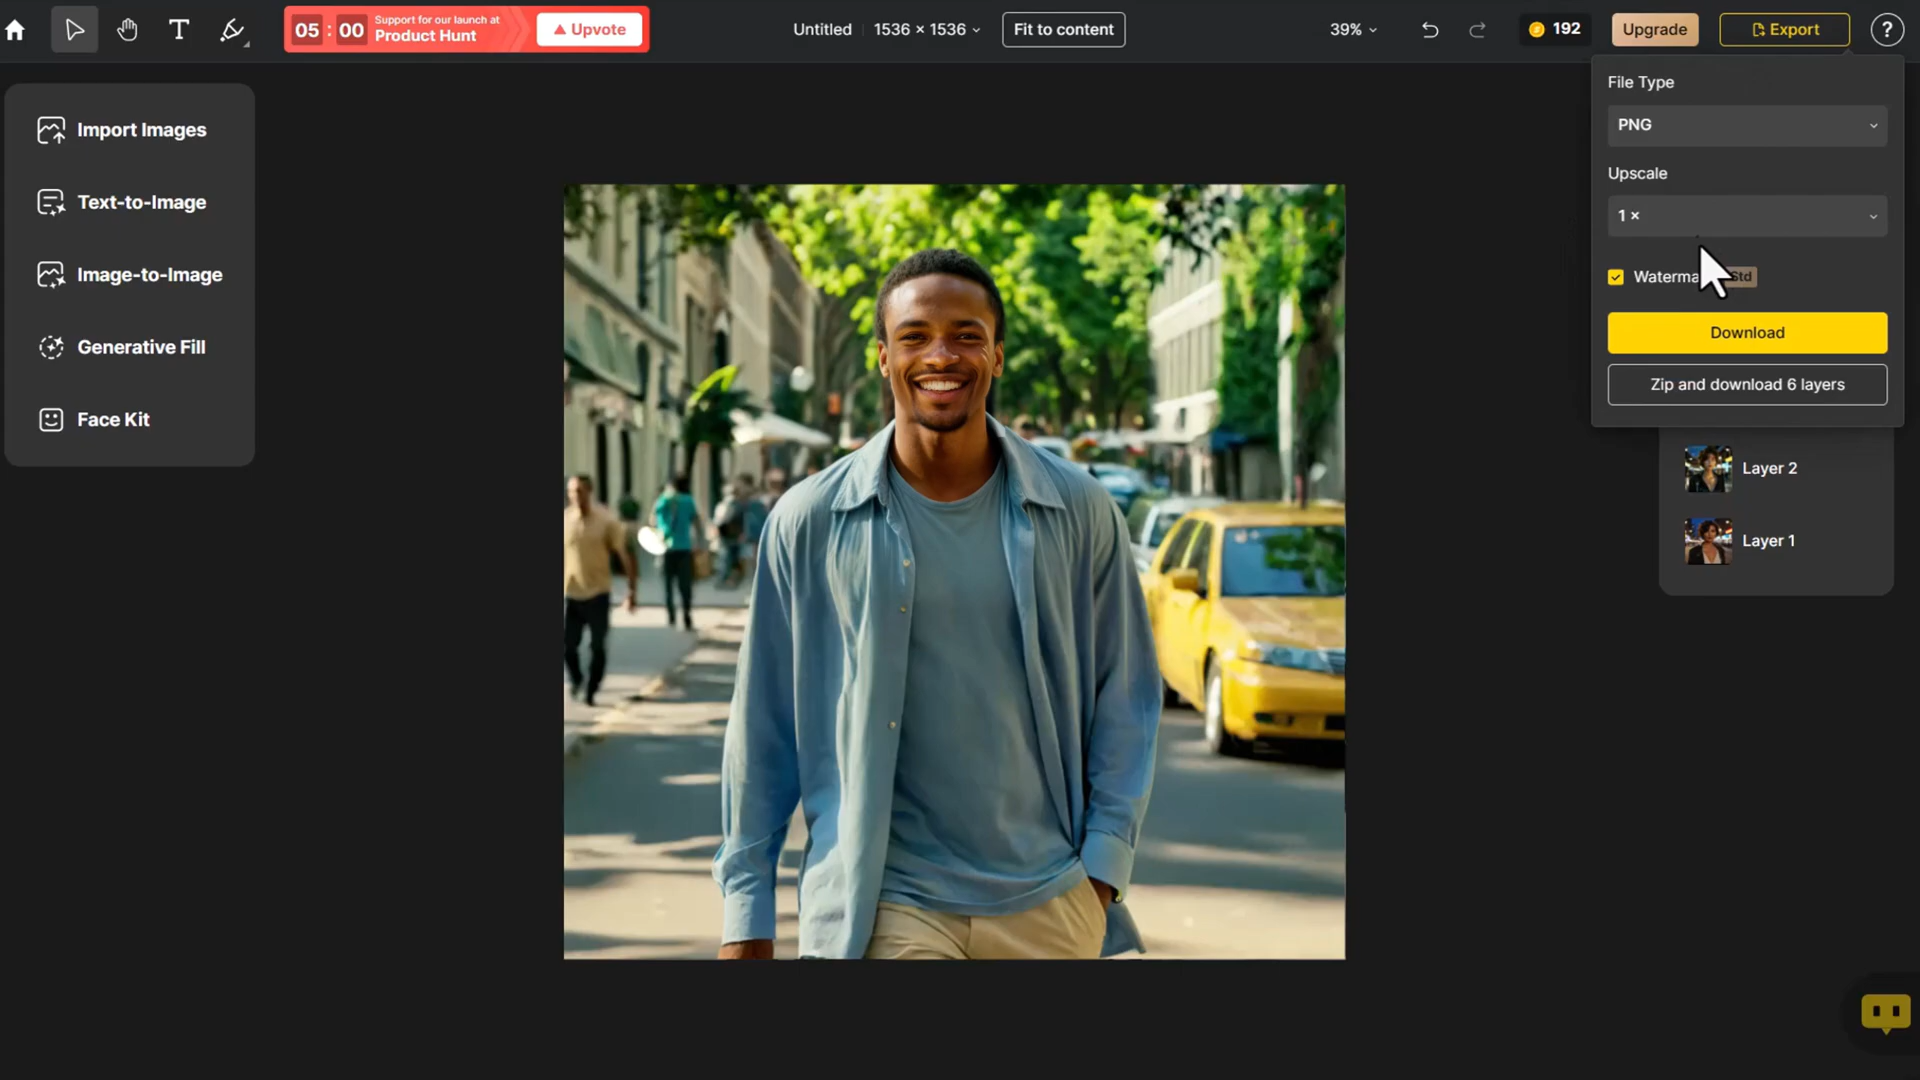 05 : 00
Support for our launch at
Product Hunt
Upvote
Untitled
1536 × 1536
Fit to content
39%
192
Upgrade
Export
?
Import Images
Text-to-Image
Image-to-Image
Generative Fill
Face Kit
File Type
PNG
Upscale
1 ×
Download
Zip and download 6 layers
Layer 2
Layer 1